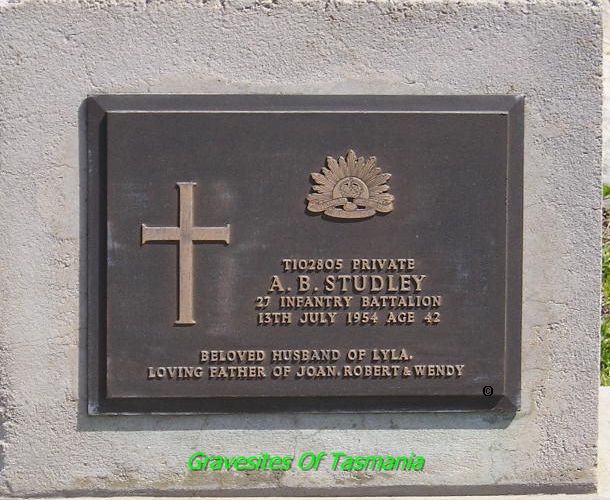 T102805 PRIVATE
A. B. STUDLEY
27 INFANTRY BATTALION
13TH JULY 1954 AGE 42
BELOVED HUSBAND OF LYLA.
LOVING FATHER OF JOAN. ROBERT & WENDY
©
Gravesites Of Tasmania